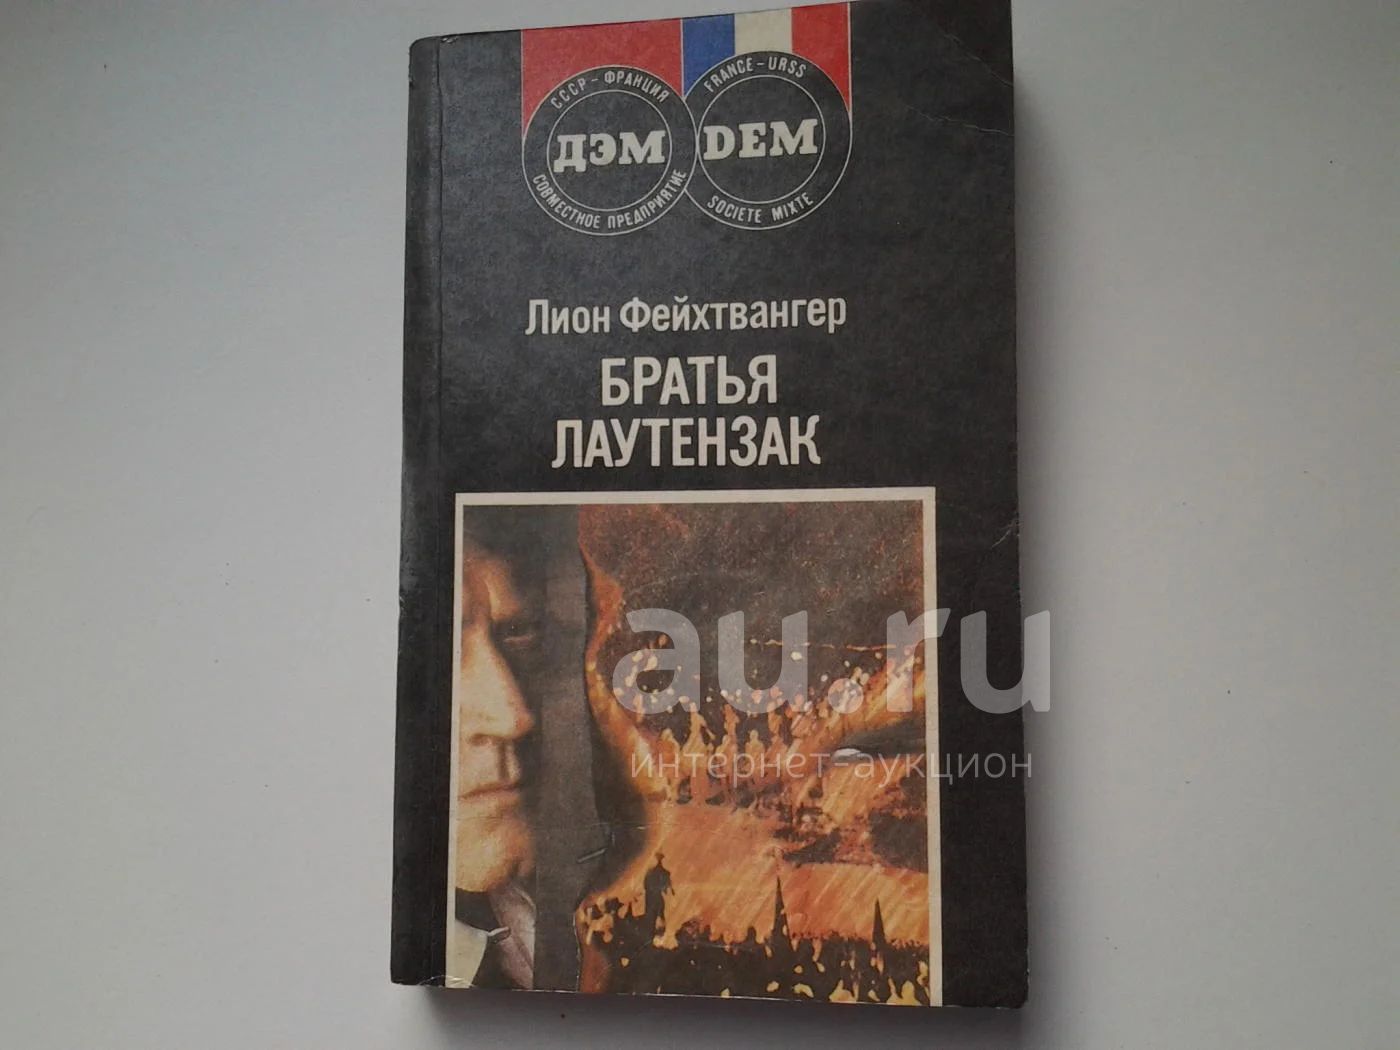 СССР – ФРАНЦИЯ
ДЭМ
СОВМЕСТНОЕ ПРЕДПРИЯТИЕ
FRANCE – URSS
DEM
SOCIETE MIXTE
Лион Фейхтвангер
БРАТЬЯ
ЛАУТЕНЗАК
au.ru
интернет-аукцион